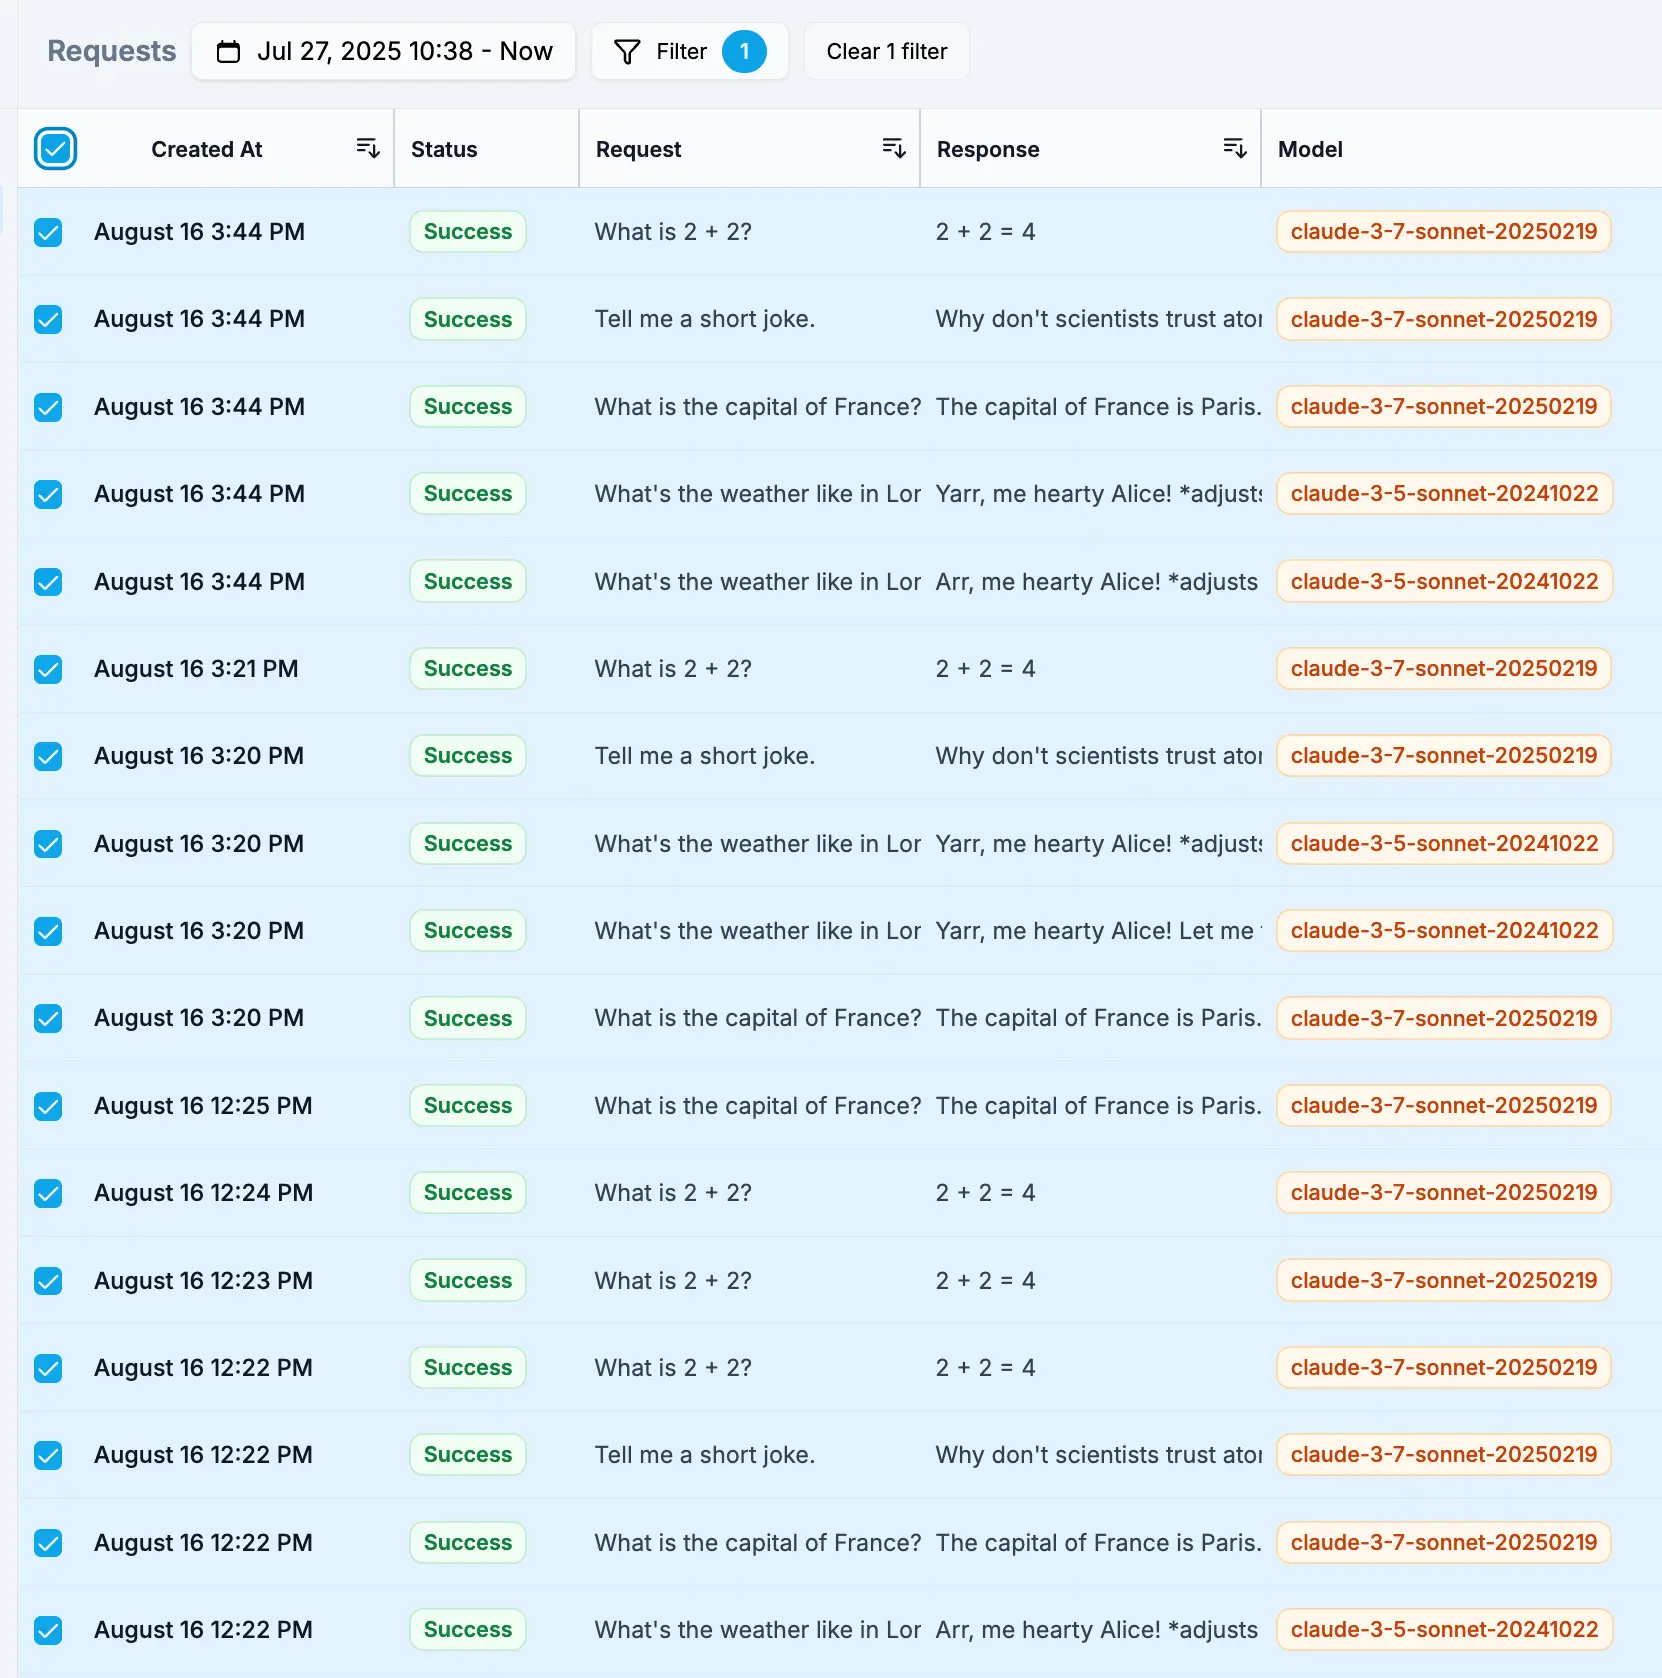 Requests Jul 27, 2025 10:38 - Now Filter 1 Clear 1 filter
Created At Status Request Response Model
August 16 3:44 PM Success What is 2 + 2? 2 + 2 = 4 claude-3-7-sonnet-20250219
August 16 3:44 PM Success Tell me a short joke. Why don't scientists trust claude-3-7-sonnet-20250219
August 16 3:44 PM Success What is the capital of France? The capital of France is Paris. claude-3-7-sonnet-20250219
August 16 3:44 PM Success What's the weather like in Yarr, me hearty Alice! *adjusts claude-3-5-sonnet-20241022
August 16 3:44 PM Success What's the weather like in Arr, me hearty Alice! *adjusts claude-3-5-sonnet-20241022
August 16 3:21 PM Success What is 2 + 2? 2 + 2 = 4 claude-3-7-sonnet-20250219
August 16 3:20 PM Success Tell me a short joke. Why don't scientists trust claude-3-7-sonnet-20250219
August 16 3:20 PM Success What's the weather like in Yarr, me hearty Alice! *adjusts claude-3-5-sonnet-20241022
August 16 3:20 PM Success What's the weather like in Yarr, me hearty Alice! Let me claude-3-5-sonnet-20241022
August 16 3:20 PM Success What is the capital of France? The capital of France is Paris. claude-3-7-sonnet-20250219
August 16 12:25 PM Success What is the capital of France? The capital of France is Paris. claude-3-7-sonnet-20250219
August 16 12:24 PM Success What is 2 + 2? 2 + 2 = 4 claude-3-7-sonnet-20250219
August 16 12:23 PM Success What is 2 + 2? 2 + 2 = 4 claude-3-7-sonnet-20250219
August 16 12:22 PM Success What is 2 + 2? 2 + 2 = 4 claude-3-7-sonnet-20250219
August 16 12:22 PM Success Tell me a short joke. Why don't scientists trust claude-3-7-sonnet-20250219
August 16 12:22 PM Success What is the capital of France? The capital of France is Paris. claude-3-7-sonnet-20250219
August 16 12:22 PM Success What's the weather like in Arr, me hearty Alice! *adjusts claude-3-5-sonnet-20241022